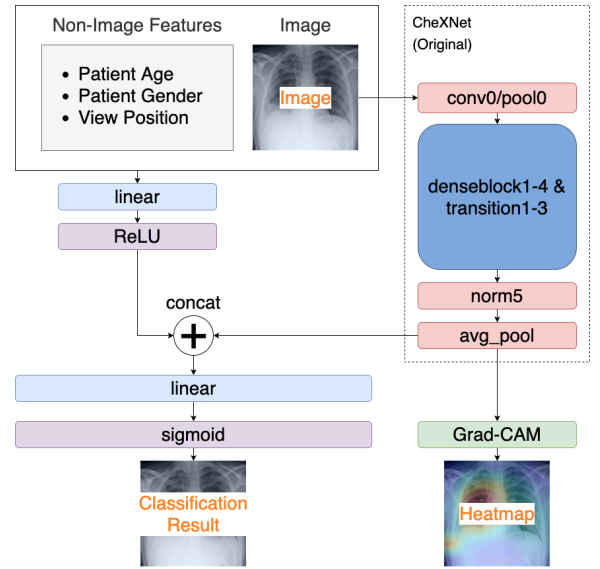 Non-Image Features
Image
• Patient Age
• Patient Gender
• View Position
Image
CheXNet
(Original)
conv0/pool0
denseblock1-4 &
transition1-3
norm5
avg_pool
linear
ReLU
concat
+
linear
sigmoid
Classification
Result
Grad-CAM
Heatmap